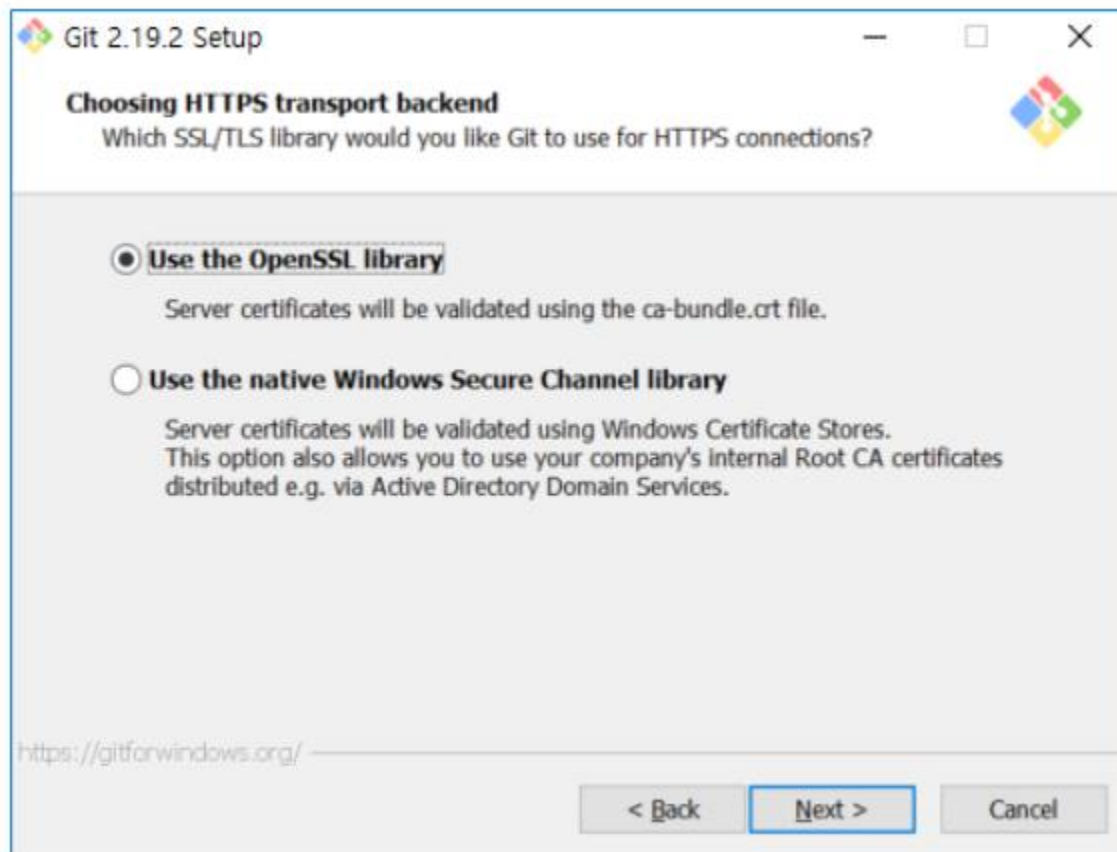 Git 2.19.2 Setup
Choosing HTTPS transport backend
Which SSL/TLS library would you like Git to use for HTTPS connections?
Use the OpenSSL library
Server certificates will be validated using the ca-bundle.crt file.
Use the native Windows Secure Channel library
Server certificates will be validated using Windows Certificate Stores.
This option also allows you to use your company's internal Root CA certificates
distributed e.g. via Active Directory Domain Services.
https://gitforwindows.org/
< Back Next > Cancel